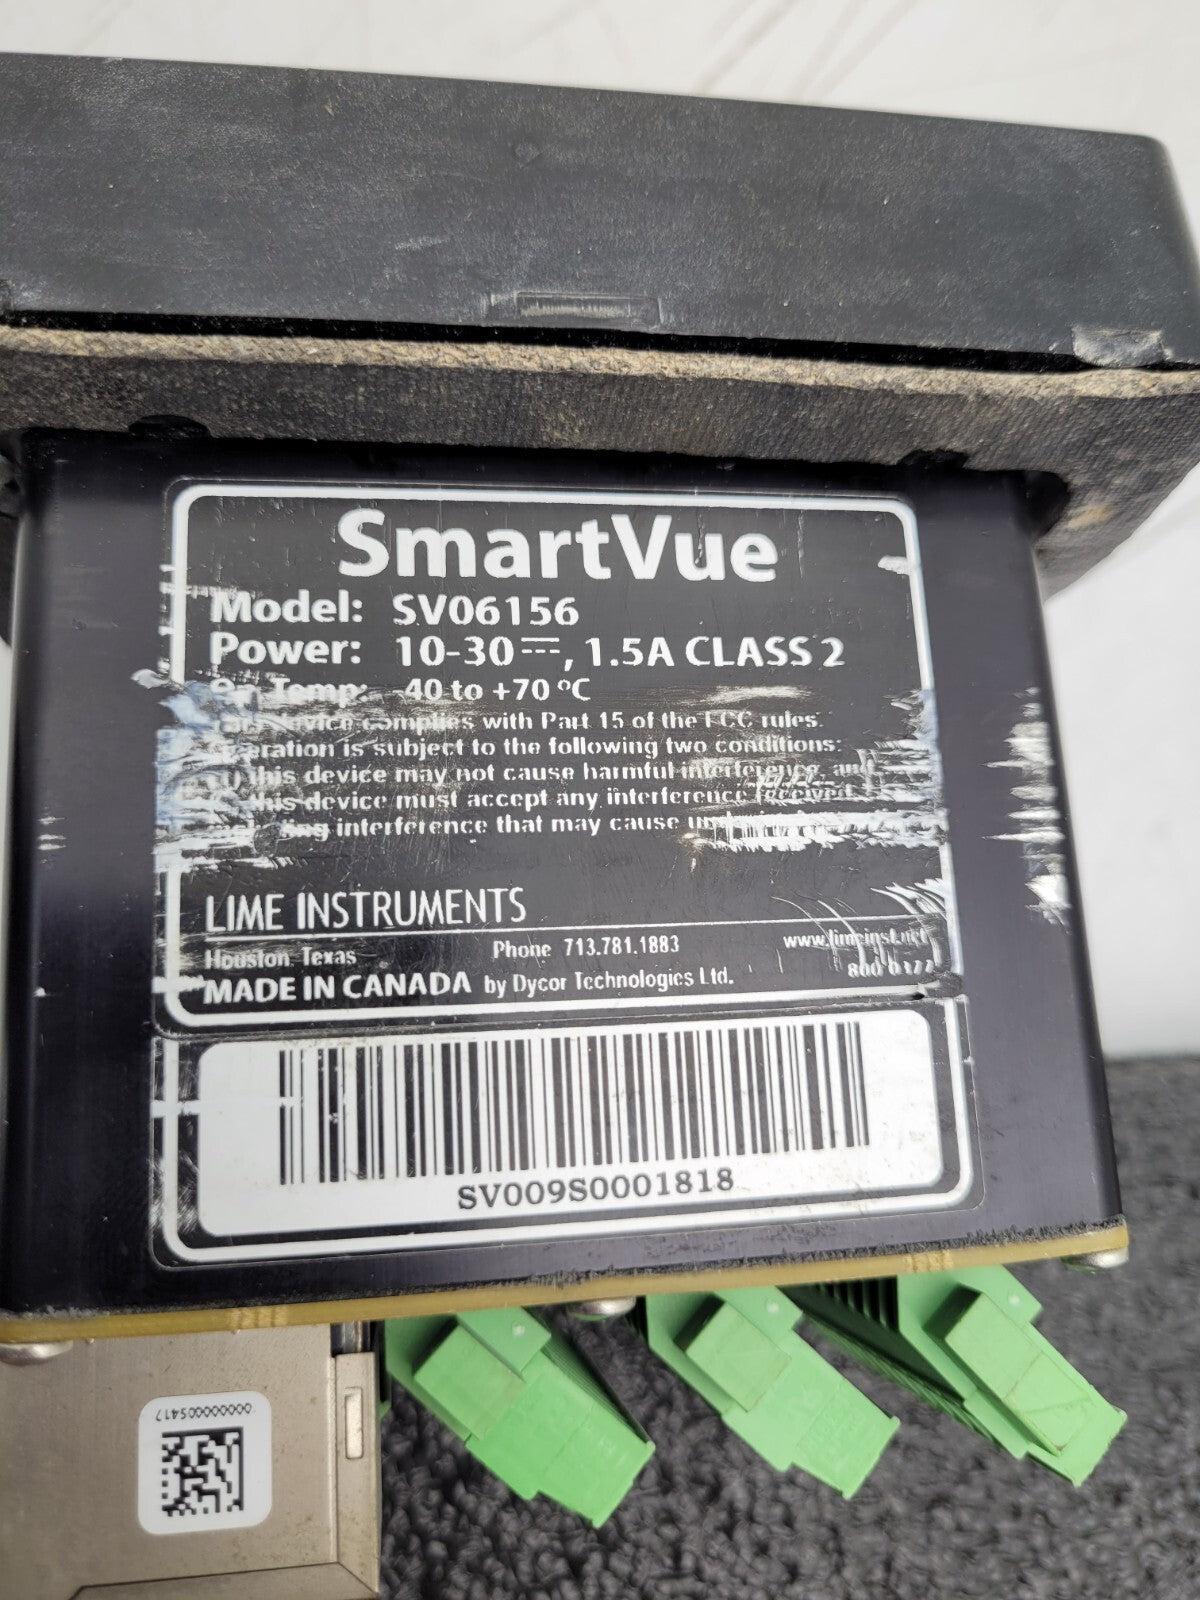 SmartVue
Model: SV06156
Power: 10-30⎓, 1.5A CLASS 2
Temp: -40 to +70 °C
device complies with Part 15 of the FCC rules.
Operation is subject to the following two conditions:
this device may not cause harmful interference, and
this device must accept any interference received
interference that may cause
LIME INSTRUMENTS
Houston, Texas Phone 713.781.1883 www.limeinst.net
MADE IN CANADA by Dycor Technologies Ltd.
SV009S0001818